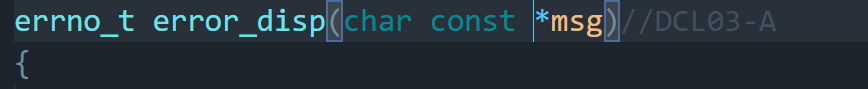 errno_t error_disp(char const *msg)//DCL03-A
{